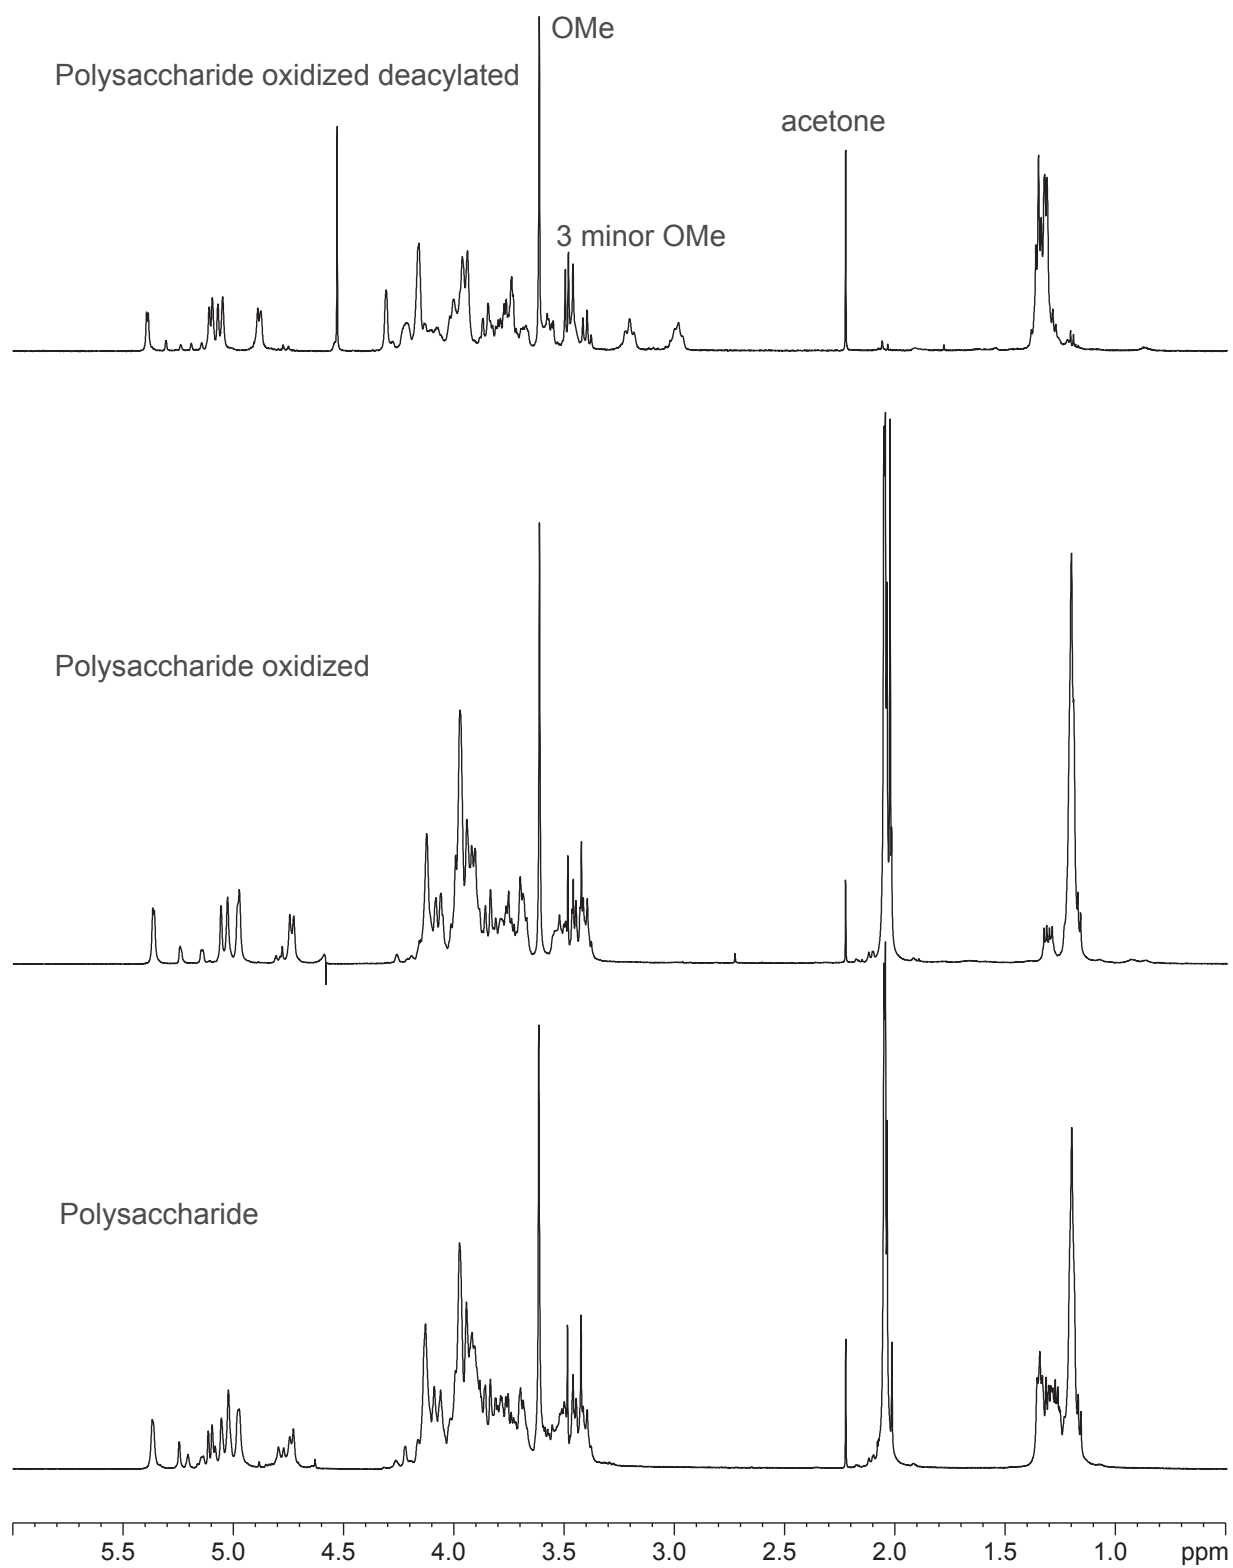 OMe
Polysaccharide oxidized deacylated
acetone
3 minor OMe
Polysaccharide oxidized
Polysaccharide
5.5 5.0 4.5 4.0 3.5 3.0 2.5 2.0 1.5 1.0 ppm